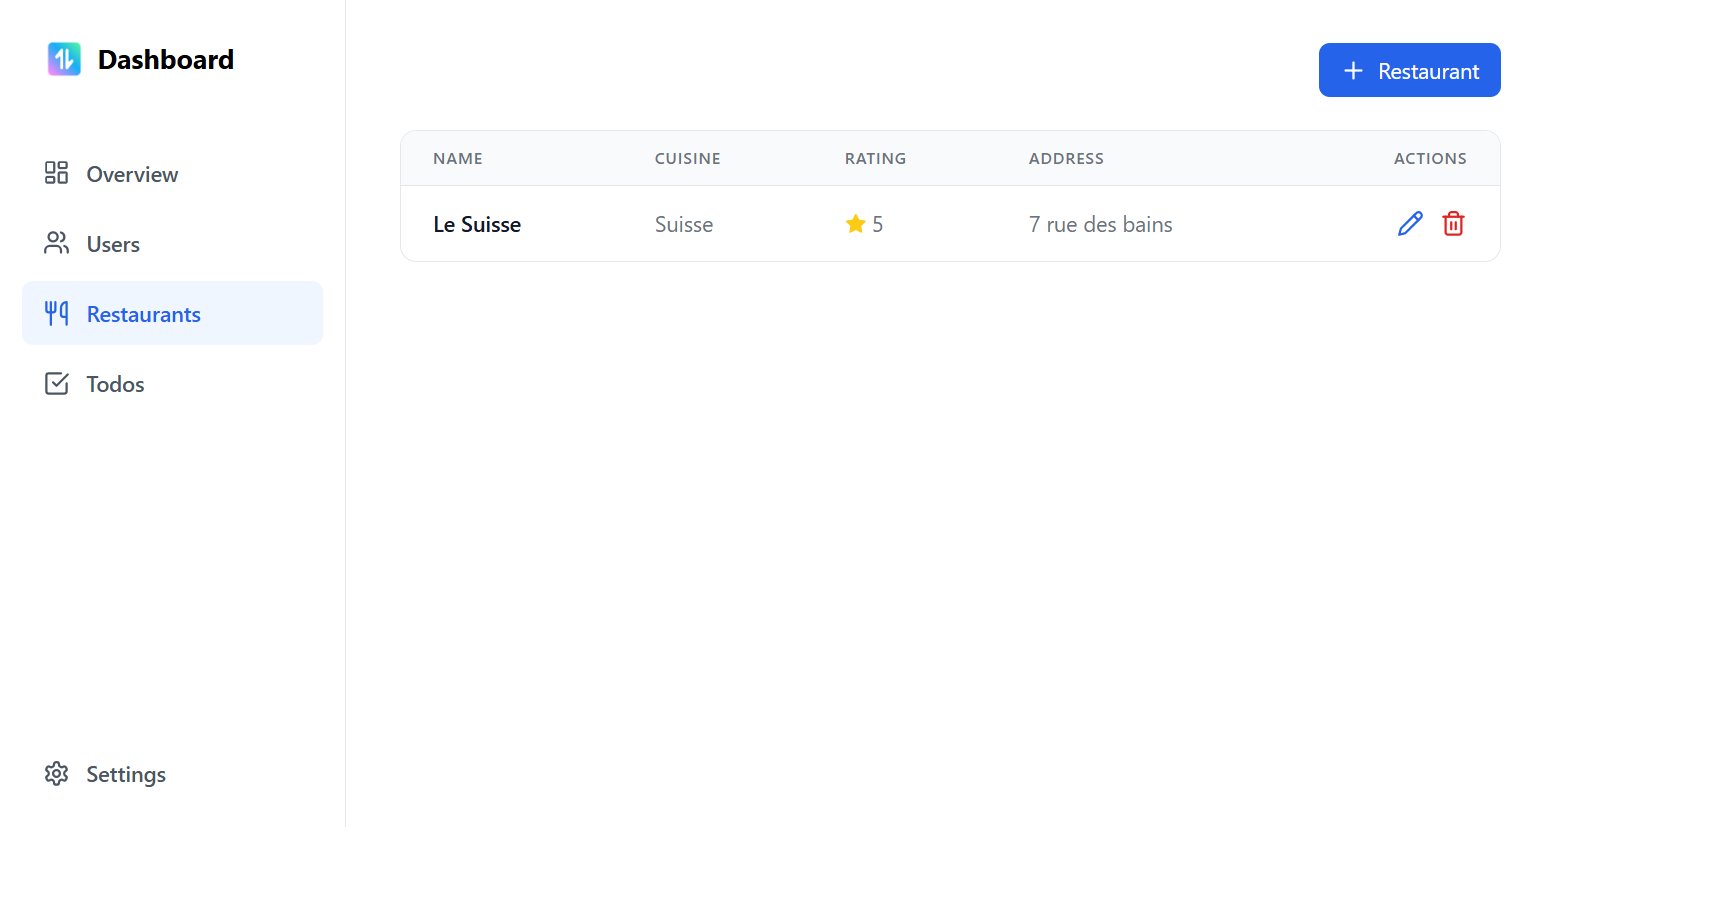 Dashboard
Overview
Users
Restaurants
Todos
Settings
Restaurant
NAME CUISINE RATING ADDRESS ACTIONS
Le Suisse Suisse 5 7 rue des bains